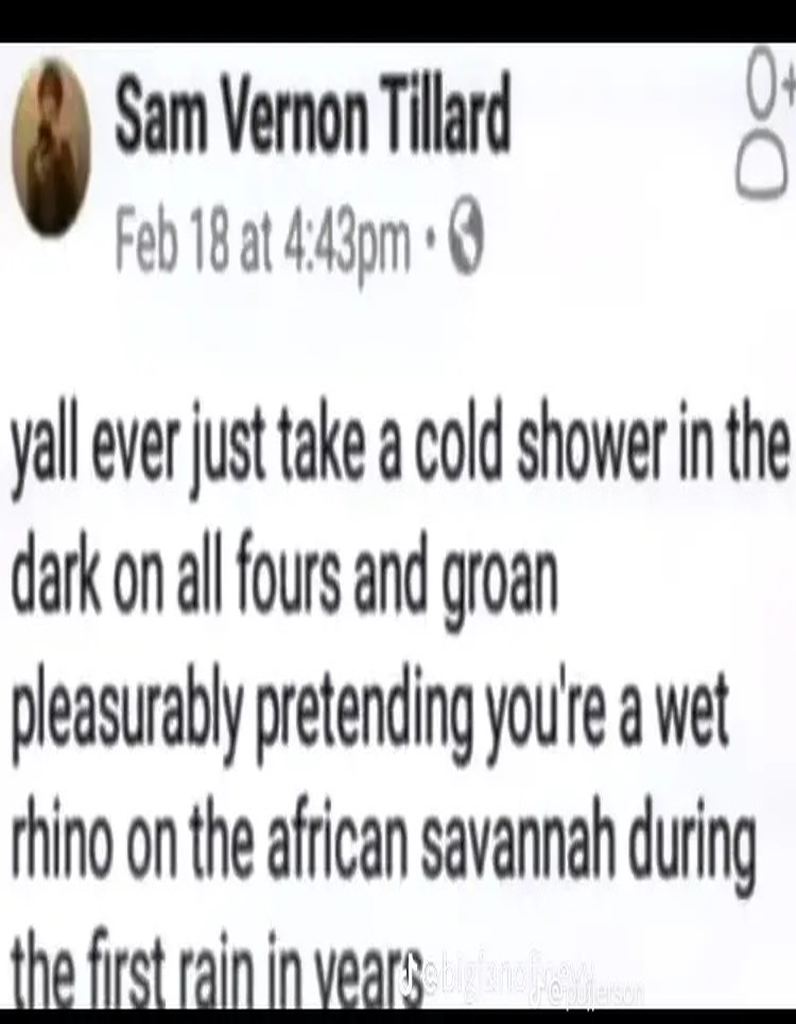 Sam Vernon Tillard
Feb 18 at 4:43pm ·
yall ever just take a cold shower in the
dark on all fours and groan
pleasurably pretending you're a wet
rhino on the african savannah during
the first rain in years